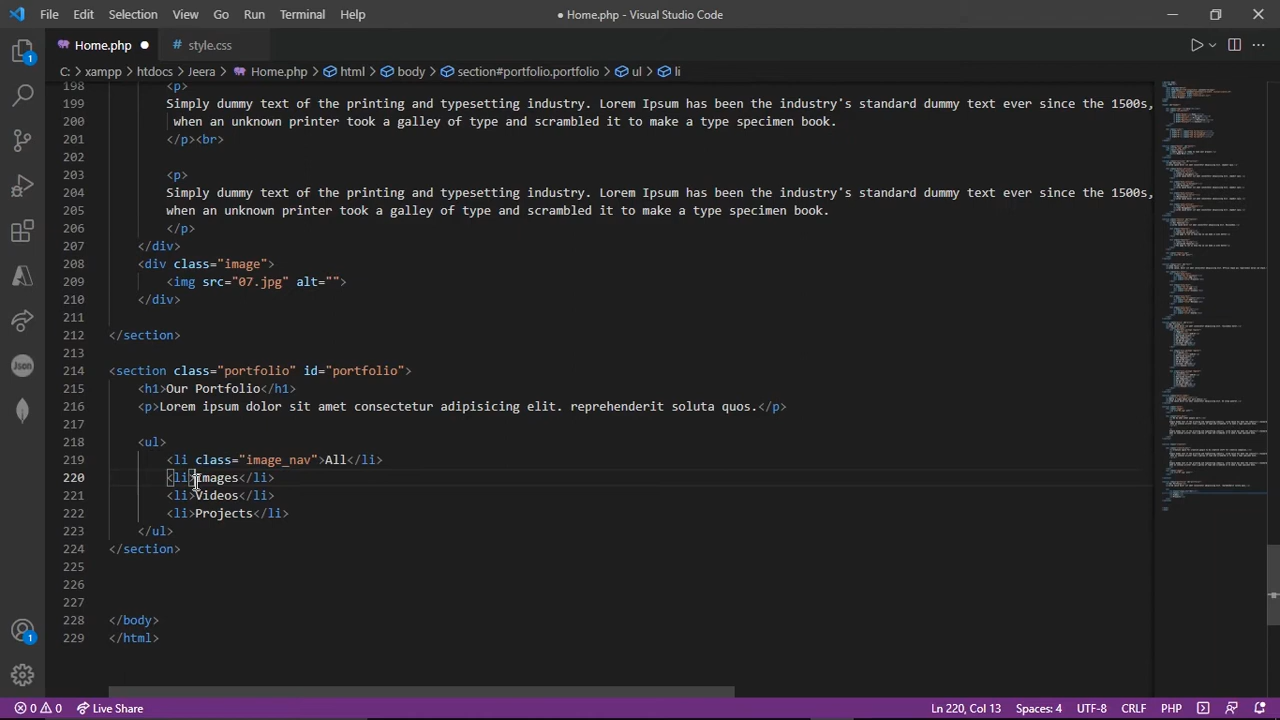 File Edit Selection View Go Run Terminal Help ● Home.php - Visual Studio Code
Home.php ● style.css
C: > xampp > htdocs > Jeera > Home.php > html > body > section#portfolio.portfolio > ul > li
198 <p>
199 Simply dummy text of the printing and typesetting industry. Lorem Ipsum has been the industry's standard dummy text ever since the 1500s,
200 when an unknown printer took a galley of type and scrambled it to make a type specimen book.
201 </p><br>
202
203 <p>
204 Simply dummy text of the printing and typesetting industry. Lorem Ipsum has been the industry's standard dummy text ever since the 1500s,
205 when an unknown printer took a galley of type and scrambled it to make a type specimen book.
206 </p>
207 </div>
208 <div class="image">
209 <img src="07.jpg" alt="">
210 </div>
211
212 </section>
213
214 <section class="portfolio" id="portfolio">
215 <h1>Our Portfolio</h1>
216 <p>Lorem ipsum dolor sit amet consectetur adipisicing elit. reprehenderit soluta quos.</p>
217
218 <ul>
219 <li class="image_nav">All</li>
220 <li>Images</li>
221 <li>Videos</li>
222 <li>Projects</li>
223 </ul>
224 </section>
225
226
227
228 </body>
229 </html>
1
1
Json
0 0 Live Share Ln 220, Col 13 Spaces: 4 UTF-8 CRLF PHP